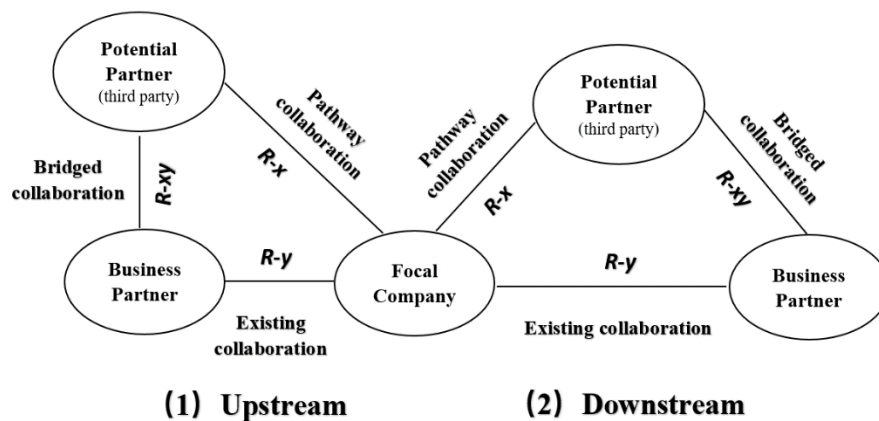 Potential
Partner
(third party)
Pathway
collaboration
R-x
Bridged
collaboration
R-xy
Business
Partner
R-y
Existing
collaboration
Focal
Company
Pathway
collaboration
R-x
Potential
Partner
(third party)
Bridged
collaboration
R-xy
R-y
Existing collaboration
Business
Partner
(1) Upstream
(2) Downstream